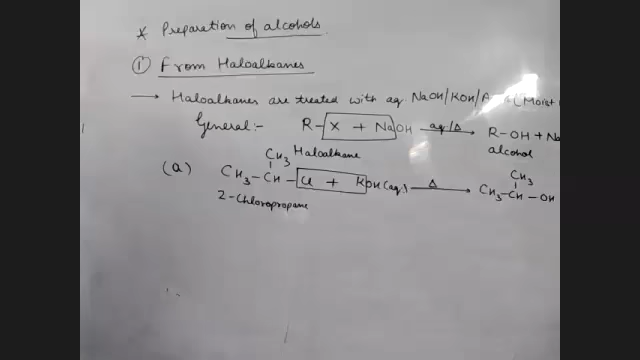 * Preparation of alcohols.
① From Haloalkanes
→ Haloalkanes are treated with aq. NaOH/KOH/ (Moist
General:- R-X + NaOH aq/Δ → R-OH + Na
Haloalkane alcohol
(a) CH3-CH(CH3)-Cl + KOH(aq.) Δ → CH3-CH(CH3)-OH
2-Chloropropane